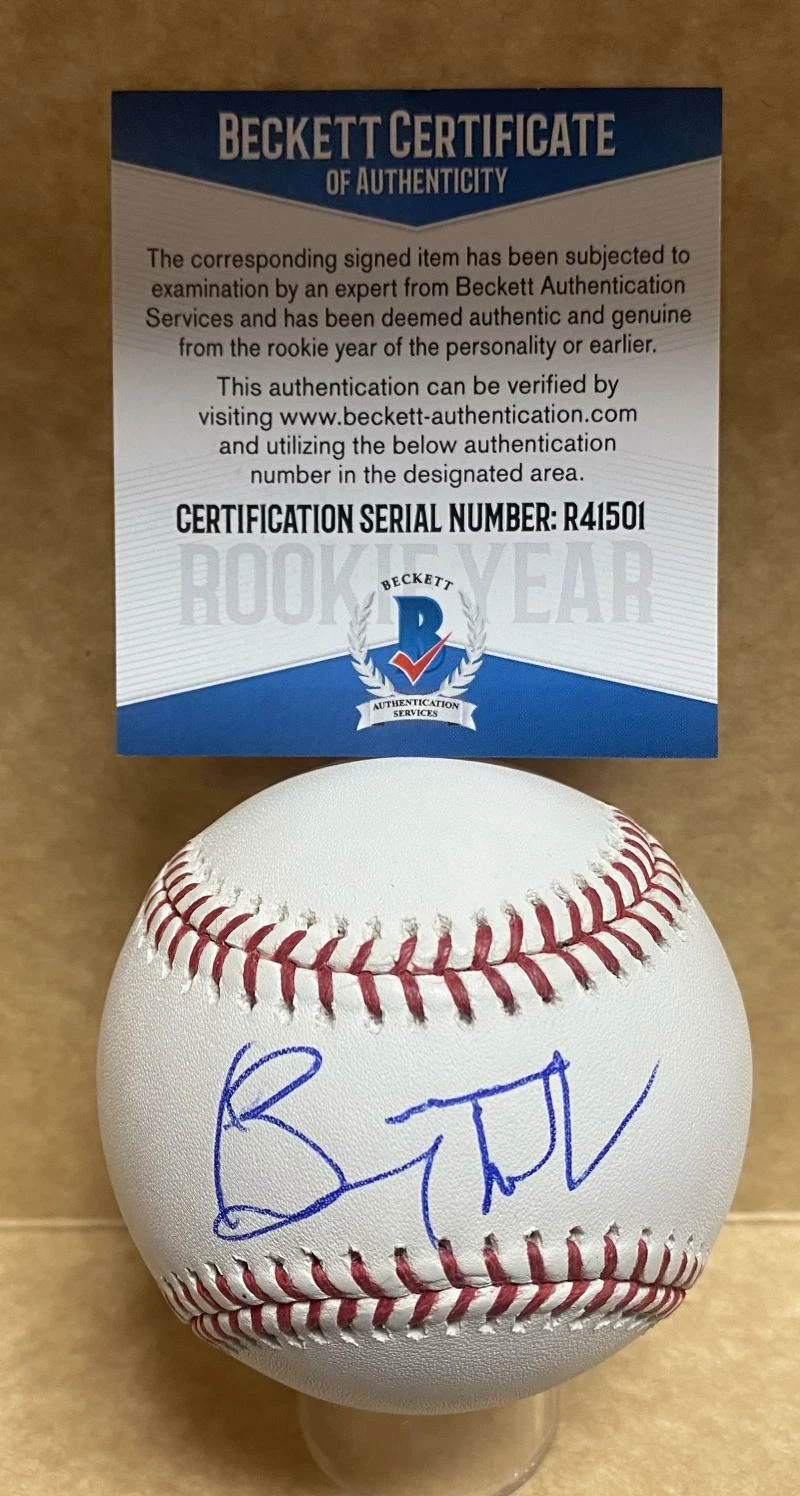 BECKETT CERTIFICATE
OF AUTHENTICITY
The corresponding signed item has been subjected to
examination by an expert from Beckett Authentication
Services and has been deemed authentic and genuine
from the rookie year of the personality or earlier.
This authentication can be verified by
visiting www.beckett-authentication.com
and utilizing the below authentication
number in the designated area.
CERTIFICATION SERIAL NUMBER: R41501
ROOKIE YEAR
BECKETT
B
AUTHENTICATION
SERVICES